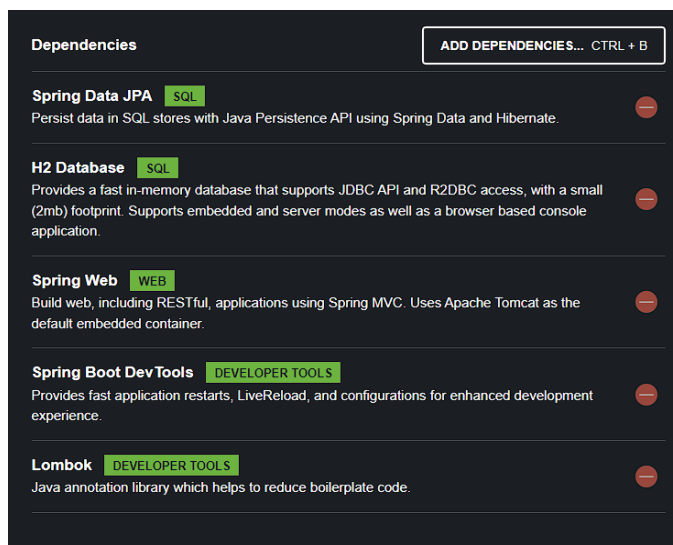 Dependencies ADD DEPENDENCIES... CTRL + B
Spring Data JPA SQL
Persist data in SQL stores with Java Persistence API using Spring Data and Hibernate.
H2 Database SQL
Provides a fast in-memory database that supports JDBC API and R2DBC access, with a small
(2mb) footprint. Supports embedded and server modes as well as a browser based console
application.
Spring Web WEB
Build web, including RESTful, applications using Spring MVC. Uses Apache Tomcat as the
default embedded container.
Spring Boot DevTools DEVELOPER TOOLS
Provides fast application restarts, LiveReload, and configurations for enhanced development
experience.
Lombok DEVELOPER TOOLS
Java annotation library which helps to reduce boilerplate code.